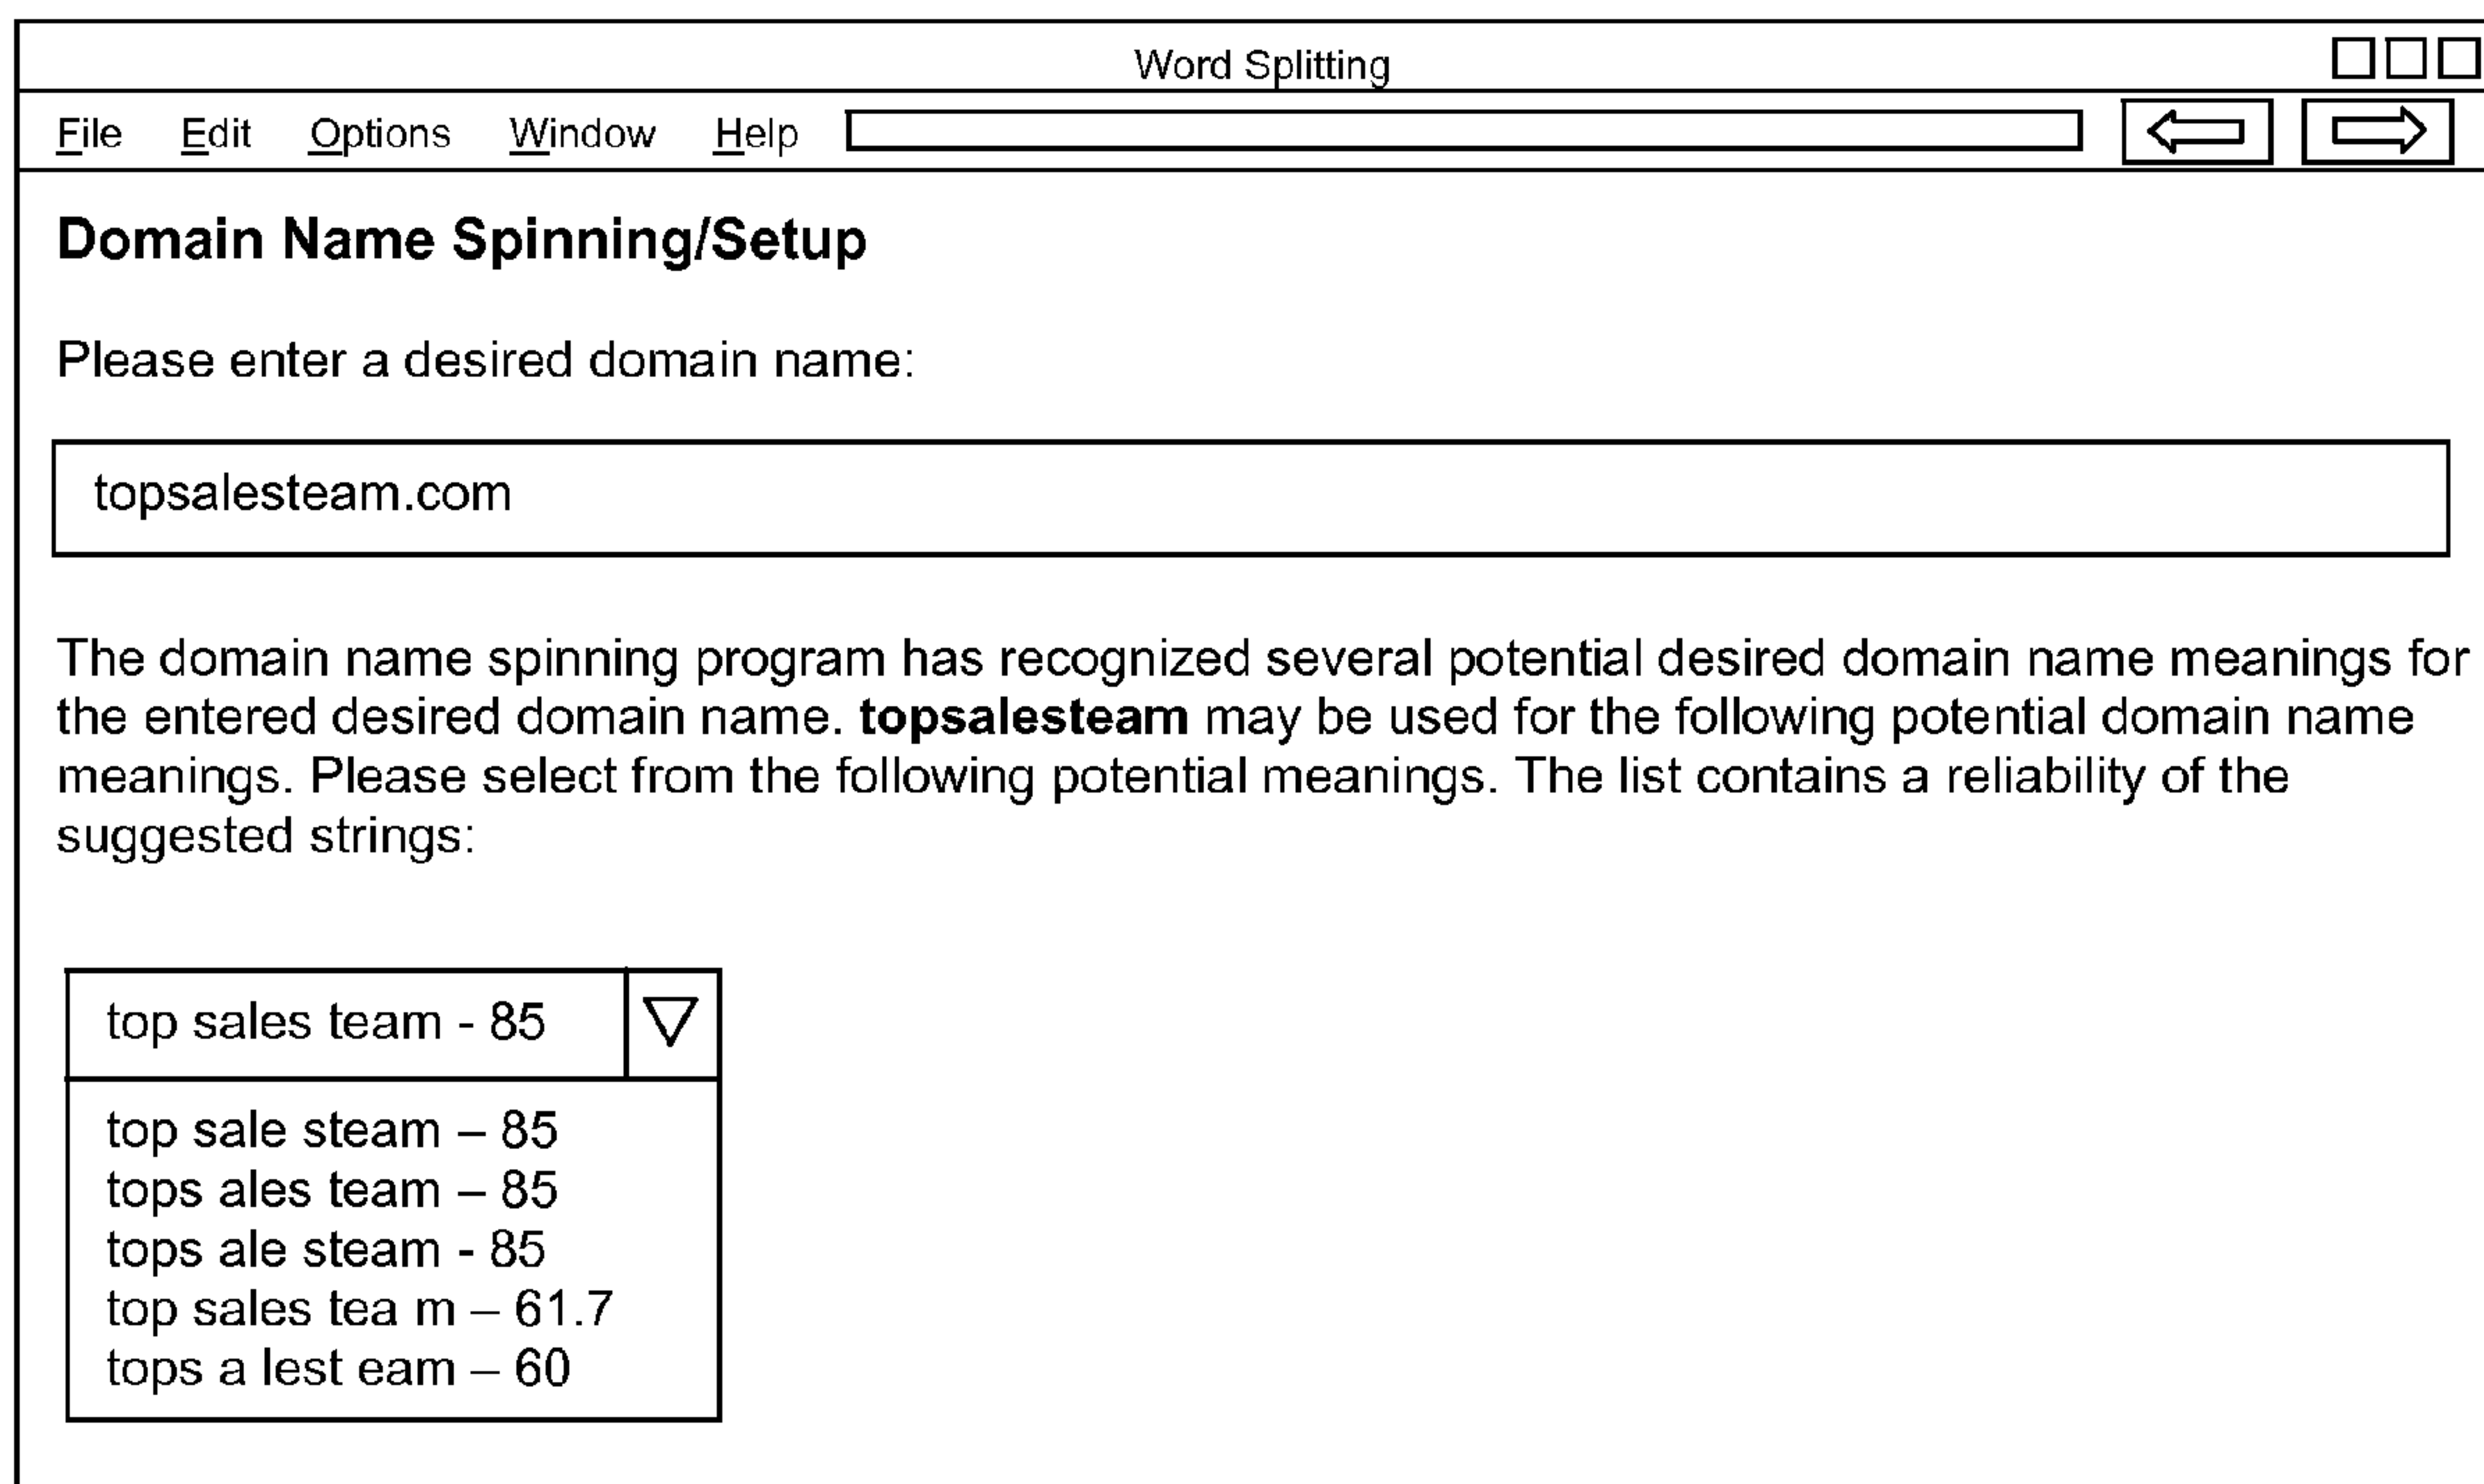 Word Splitting
File Edit Options Window Help
Domain Name Spinning/Setup
Please enter a desired domain name:
topsalesteam.com
The domain name spinning program has recognized several potential desired domain name meanings for
the entered desired domain name. topsalesteam may be used for the following potential domain name
meanings. Please select from the following potential meanings. The list contains a reliability of the
suggested strings:
top sales team - 85
top sale steam – 85
tops ales team – 85
tops ale steam - 85
top sales tea m – 61.7
tops a lest eam – 60